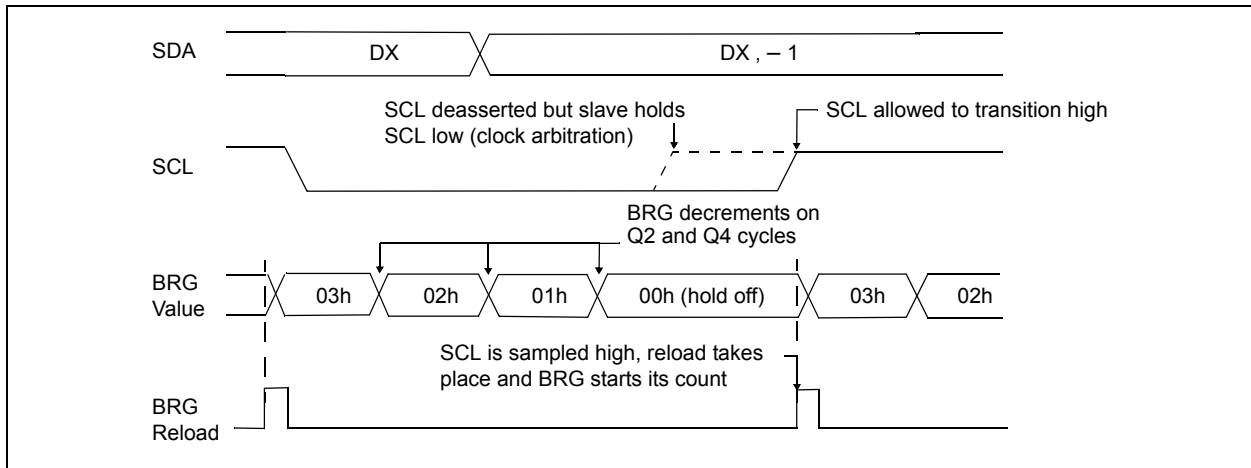 SDA
DX
DX , – 1
SCL deasserted but slave holds
SCL low (clock arbitration)
SCL allowed to transition high
SCL
BRG decrements on
Q2 and Q4 cycles
BRG
Value
03h
02h
01h
00h (hold off)
03h
02h
SCL is sampled high, reload takes
place and BRG starts its count
BRG
Reload